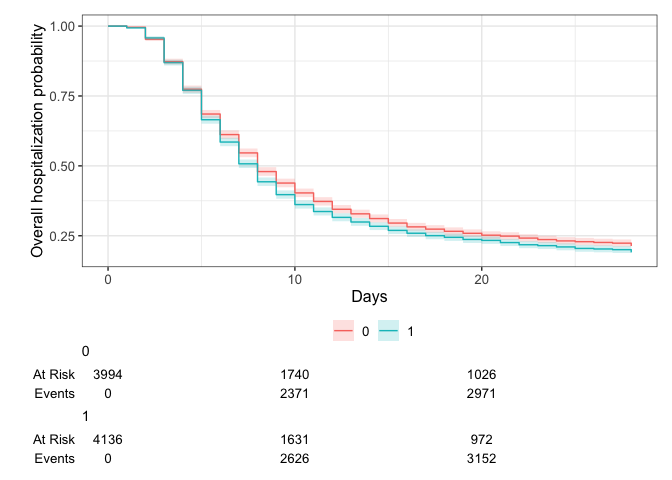 Overall hospitalization probability
1.00
0.75
0.50
0.25
0 10 20
Days
0 1
0
At Risk 3994 1740 1026
Events 0 2371 2971
1
At Risk 4136 1631 972
Events 0 2626 3152